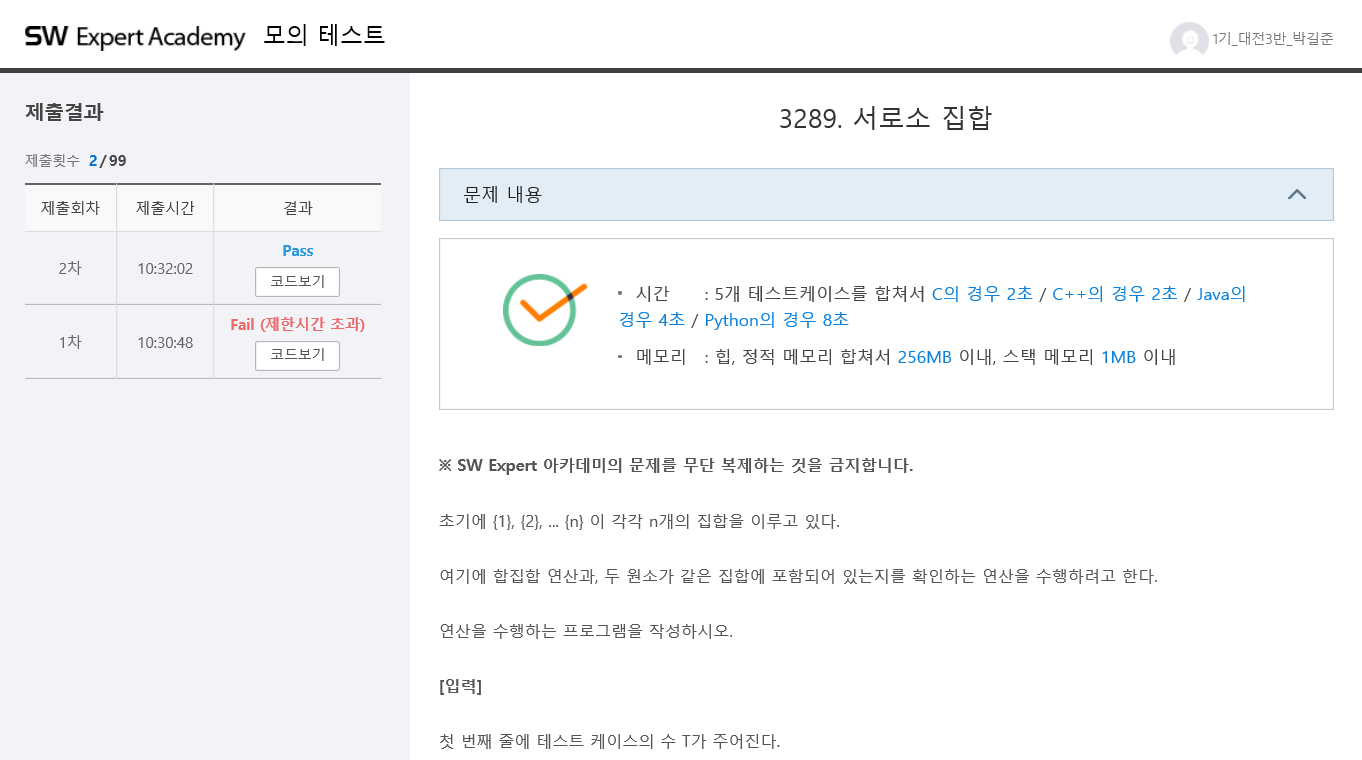 SW Expert Academy 모의 테스트
1기_대전3반_박길준
제출결과
제출횟수 2 / 99
제출회차 제출시간 결과
2차 10:32:02 Pass
코드보기
1차 10:30:48 Fail (제한시간 초과)
코드보기
3289. 서로소 집합
문제 내용
• 시간 : 5개 테스트케이스를 합쳐서 C의 경우 2초 / C++의 경우 2초 / Java의
경우 4초 / Python의 경우 8초
• 메모리 : 힙, 정적 메모리 합쳐서 256MB 이내, 스택 메모리 1MB 이내
※ SW Expert 아카데미의 문제를 무단 복제하는 것을 금지합니다.
초기에 {1}, {2}, ... {n} 이 각각 n개의 집합을 이루고 있다.
여기에 합집합 연산과, 두 원소가 같은 집합에 포함되어 있는지를 확인하는 연산을 수행하려고 한다.
연산을 수행하는 프로그램을 작성하시오.
[입력]
첫 번째 줄에 테스트 케이스의 수 T가 주어진다.